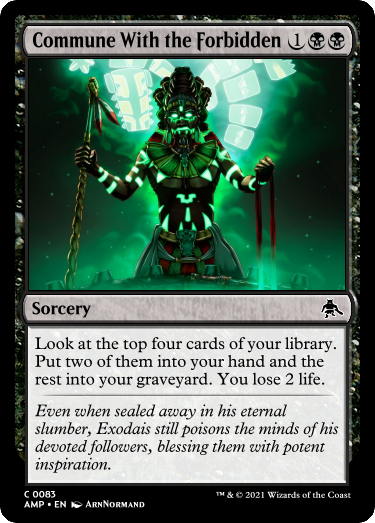 Commune With the Forbidden 1
Sorcery
Look at the top four cards of your library.
Put two of them into your hand and the
rest into your graveyard. You lose 2 life.
Even when sealed away in his eternal
slumber, Exodais still poisons the minds of his
devoted followers, blessing them with potent
inspiration.
C 0083
AMP • EN ArnNormand
™ & © 2021 Wizards of the Coast